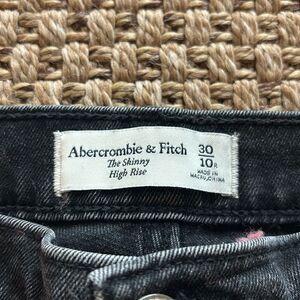 Abercrombie & Fitch
The Skinny
High Rise
30
10R
MADE IN
MACAU, CHINA